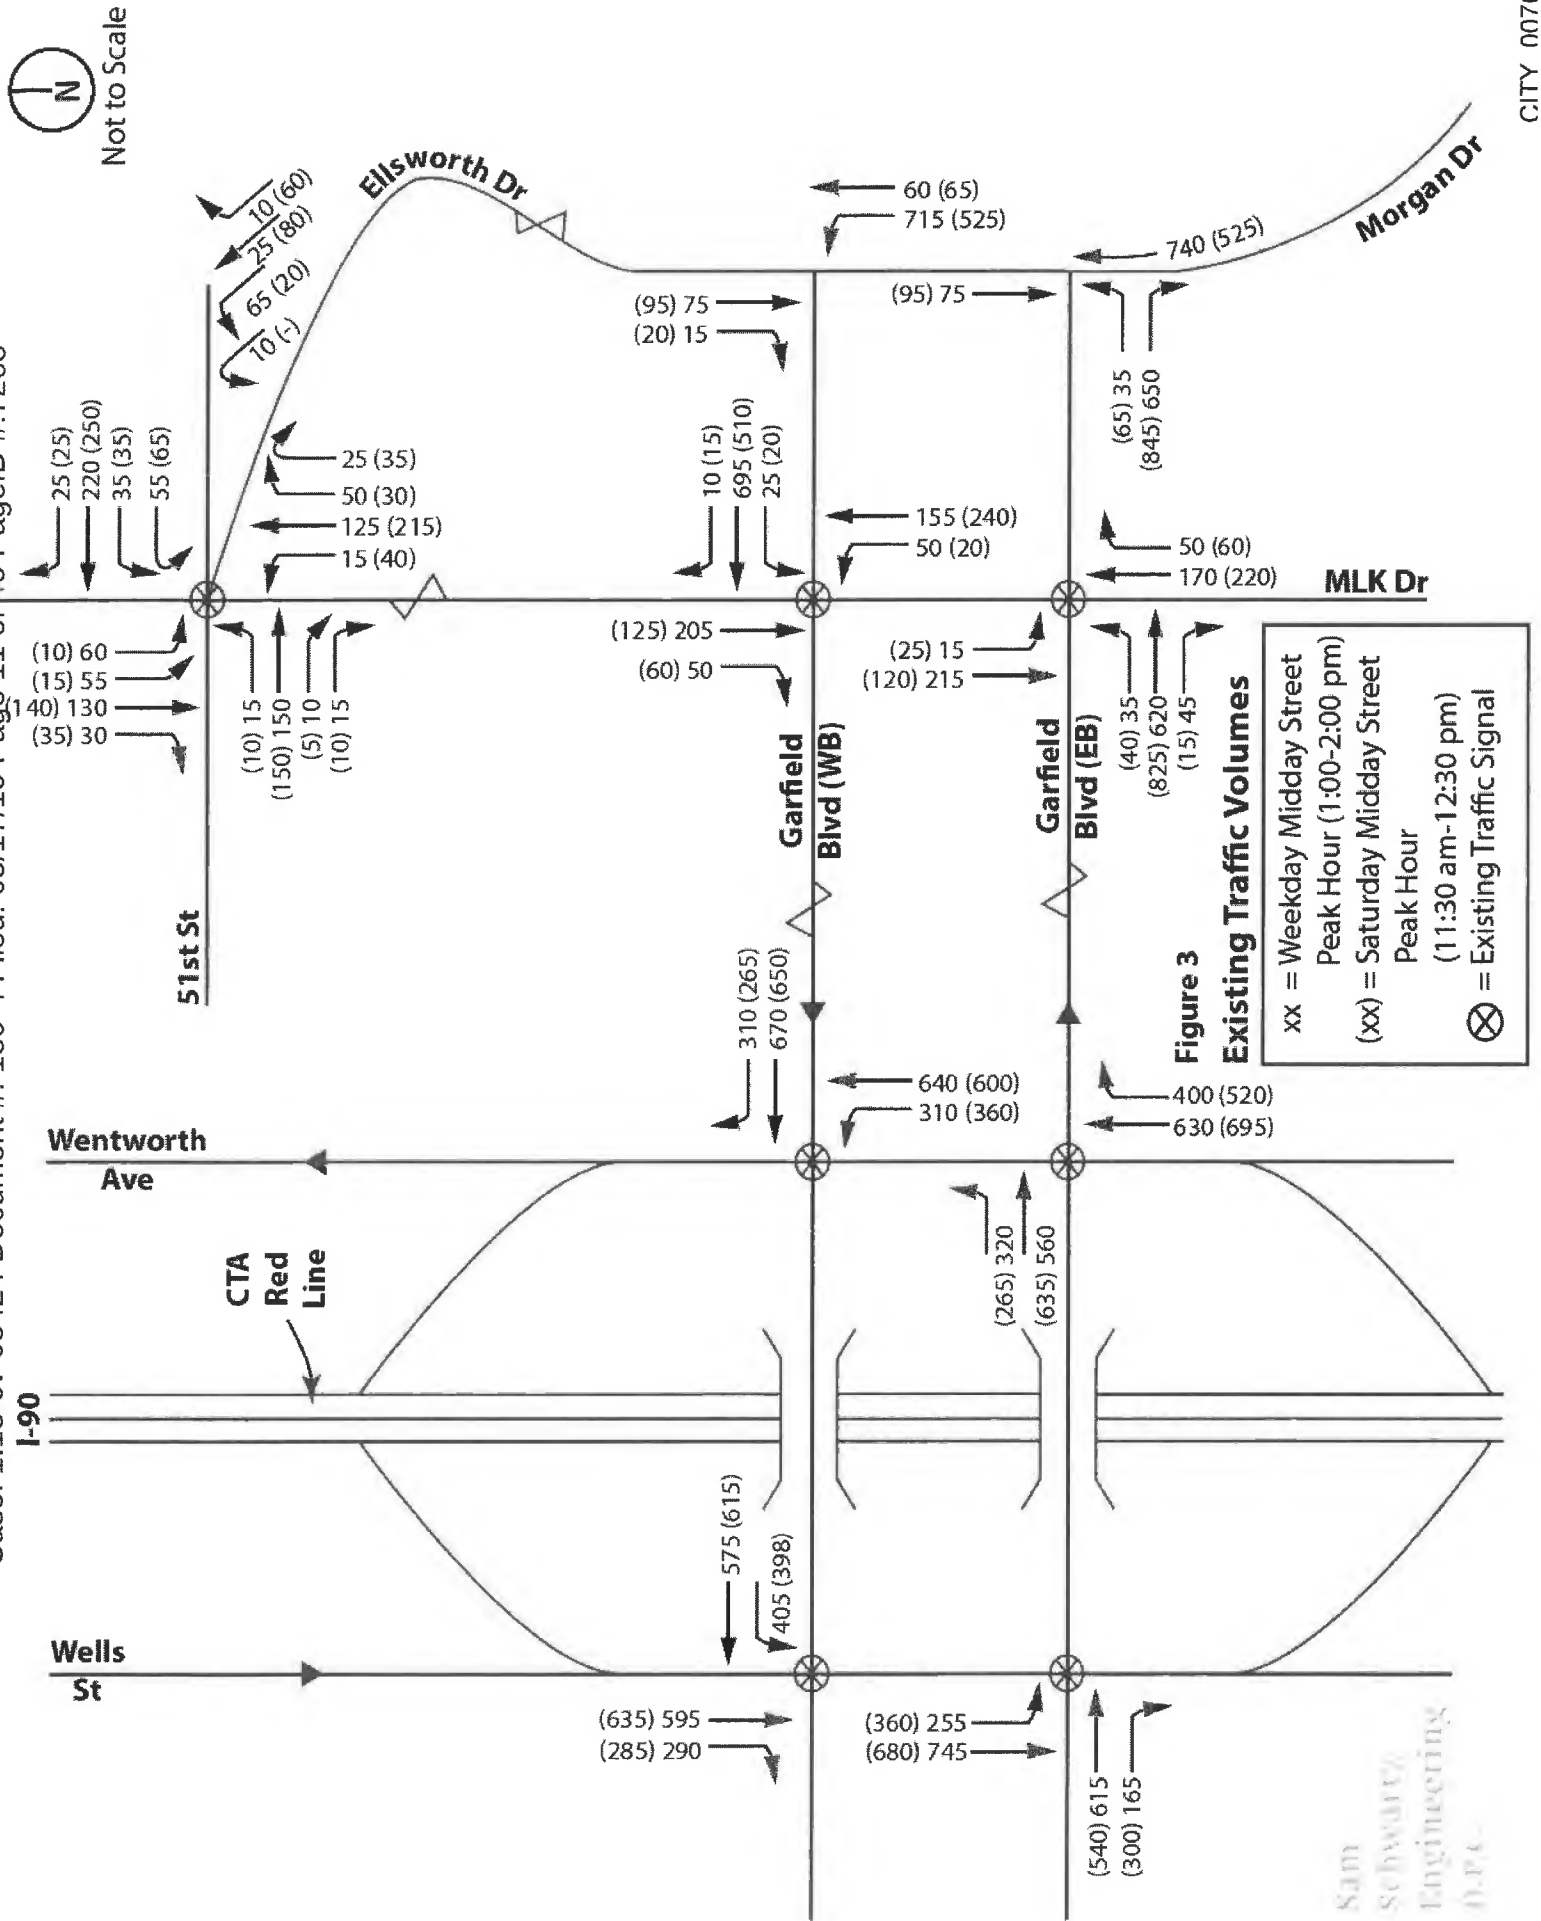 N
Not to Scale
I-90
CTA
Red
Line
Wells
St
Wentworth
Ave
51st St
Ellsworth Dr
Morgan Dr
MLK Dr
Garfield
Blvd (WB)
Garfield
Blvd (EB)
25 (25)
220 (250)
35 (35)
55 (65)
10 (60)
25 (80)
65 (20)
10 (-)
(10) 60
(15) 55
(140) 130
(35) 30
(10) 15
(150) 150
(5) 10
(10) 15
25 (35)
50 (30)
125 (215)
15 (40)
(95) 75
(20) 15
60 (65)
715 (525)
(95) 75
740 (525)
(65) 35
(845) 650
10 (15)
695 (510)
25 (20)
(125) 205
(60) 50
155 (240)
50 (20)
(25) 15
(120) 215
50 (60)
170 (220)
(40) 35
(825) 620
(15) 45
310 (265)
670 (650)
640 (600)
310 (360)
400 (520)
630 (695)
(265) 320
(635) 560
575 (615)
405 (398)
(635) 595
(285) 290
(360) 255
(680) 745
(540) 615
(300) 165
Figure 3
Existing Traffic Volumes
xx = Weekday Midday Street
Peak Hour (1:00-2:00 pm)
(xx) = Saturday Midday Street
Peak Hour
(11:30 am-12:30 pm)
= Existing Traffic Signal
Sam
Schwartz
Engineering
D.P.C.